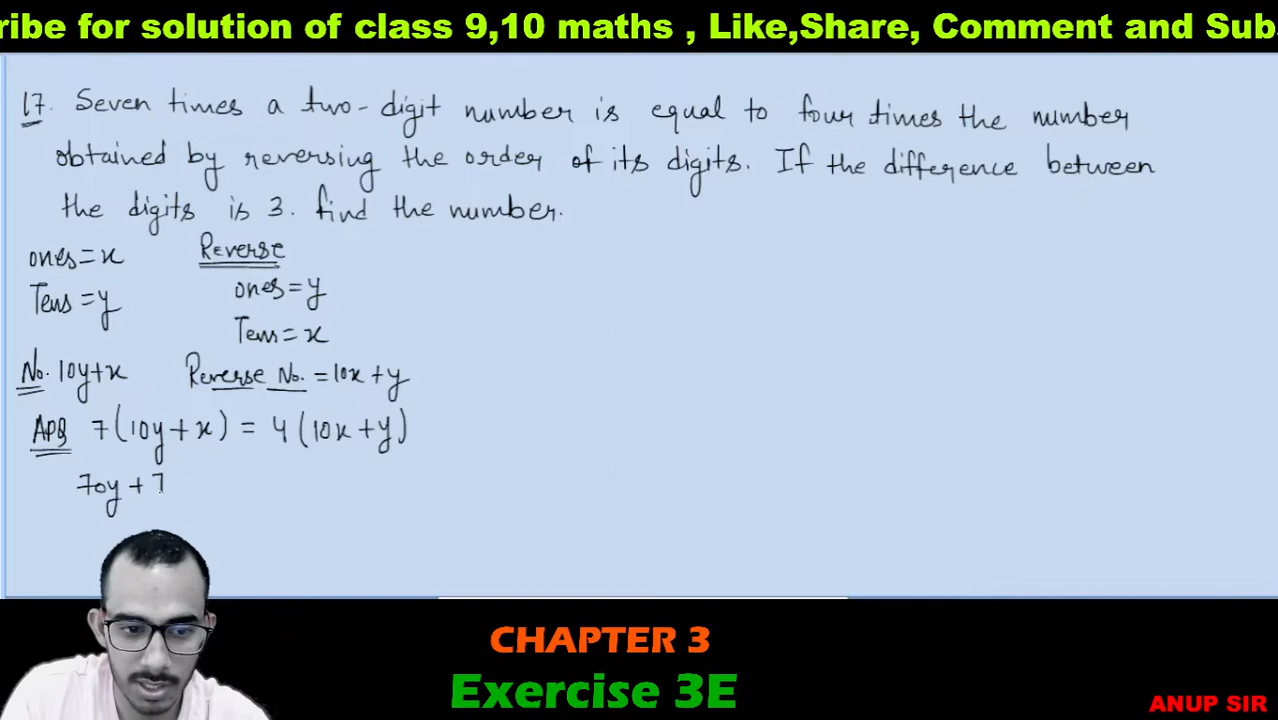 ribe for solution of class 9,10 maths , Like,Share, Comment and Subs
17. Seven times a two-digit number is equal to four times the number
obtained by reversing the order of its digits. If the difference between
the digits is 3. find the number.
ones = x
Tens = y
Reverse
ones = y
Tens = x
No. 10y+x
Reverse No. = 10x + y
APQ 7(10y + x) = 4(10x + y)
70y + 7
CHAPTER 3
Exercise 3E
ANUP SIR